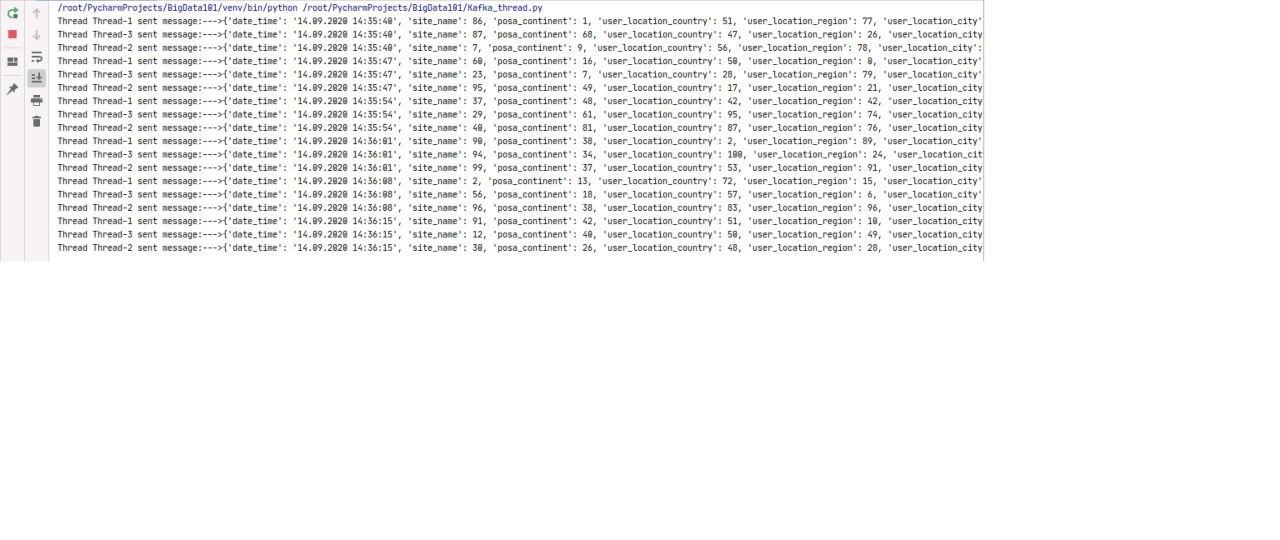 /root/PycharmProjects/BigData101/venv/bin/python /root/PycharmProjects/BigData101/Kafka_thread.py
Thread Thread-1 sent message:--->{'date_time': '14.09.2020 14:35:40', 'site_name': 86, 'posa_continent': 1, 'user_location_country': 51, 'user_location_region': 77, 'user_location_city'
Thread Thread-3 sent message:--->{'date_time': '14.09.2020 14:35:40', 'site_name': 87, 'posa_continent': 68, 'user_location_country': 47, 'user_location_region': 26, 'user_location_city
Thread Thread-2 sent message:--->{'date_time': '14.09.2020 14:35:40', 'site_name': 7, 'posa_continent': 9, 'user_location_country': 56, 'user_location_region': 78, 'user_location_city':
Thread Thread-1 sent message:--->{'date_time': '14.09.2020 14:35:47', 'site_name': 60, 'posa_continent': 16, 'user_location_country': 50, 'user_location_region': 0, 'user_location_city'
Thread Thread-3 sent message:--->{'date_time': '14.09.2020 14:35:47', 'site_name': 23, 'posa_continent': 7, 'user_location_country': 28, 'user_location_region': 79, 'user_location_city'
Thread Thread-2 sent message:--->{'date_time': '14.09.2020 14:35:47', 'site_name': 95, 'posa_continent': 49, 'user_location_country': 17, 'user_location_region': 21, 'user_location_city
Thread Thread-1 sent message:--->{'date_time': '14.09.2020 14:35:54', 'site_name': 37, 'posa_continent': 48, 'user_location_country': 42, 'user_location_region': 42, 'user_location_city
Thread Thread-3 sent message:--->{'date_time': '14.09.2020 14:35:54', 'site_name': 29, 'posa_continent': 61, 'user_location_country': 95, 'user_location_region': 74, 'user_location_city
Thread Thread-2 sent message:--->{'date_time': '14.09.2020 14:35:54', 'site_name': 40, 'posa_continent': 81, 'user_location_country': 87, 'user_location_region': 76, 'user_location_city
Thread Thread-1 sent message:--->{'date_time': '14.09.2020 14:36:01', 'site_name': 90, 'posa_continent': 38, 'user_location_country': 2, 'user_location_region': 89, 'user_location_city'
Thread Thread-3 sent message:--->{'date_time': '14.09.2020 14:36:01', 'site_name': 94, 'posa_continent': 34, 'user_location_country': 100, 'user_location_region': 24, 'user_location_cit
Thread Thread-2 sent message:--->{'date_time': '14.09.2020 14:36:01', 'site_name': 99, 'posa_continent': 37, 'user_location_country': 53, 'user_location_region': 91, 'user_location_city
Thread Thread-1 sent message:--->{'date_time': '14.09.2020 14:36:08', 'site_name': 2, 'posa_continent': 13, 'user_location_country': 72, 'user_location_region': 15, 'user_location_city'
Thread Thread-3 sent message:--->{'date_time': '14.09.2020 14:36:08', 'site_name': 56, 'posa_continent': 18, 'user_location_country': 57, 'user_location_region': 6, 'user_location_city'
Thread Thread-2 sent message:--->{'date_time': '14.09.2020 14:36:08', 'site_name': 96, 'posa_continent': 38, 'user_location_country': 83, 'user_location_region': 96, 'user_location_city
Thread Thread-1 sent message:--->{'date_time': '14.09.2020 14:36:15', 'site_name': 91, 'posa_continent': 42, 'user_location_country': 51, 'user_location_region': 10, 'user_location_city
Thread Thread-3 sent message:--->{'date_time': '14.09.2020 14:36:15', 'site_name': 12, 'posa_continent': 40, 'user_location_country': 50, 'user_location_region': 49, 'user_location_city
Thread Thread-2 sent message:--->{'date_time': '14.09.2020 14:36:15', 'site_name': 30, 'posa_continent': 26, 'user_location_country': 48, 'user_location_region': 28, 'user_location_city